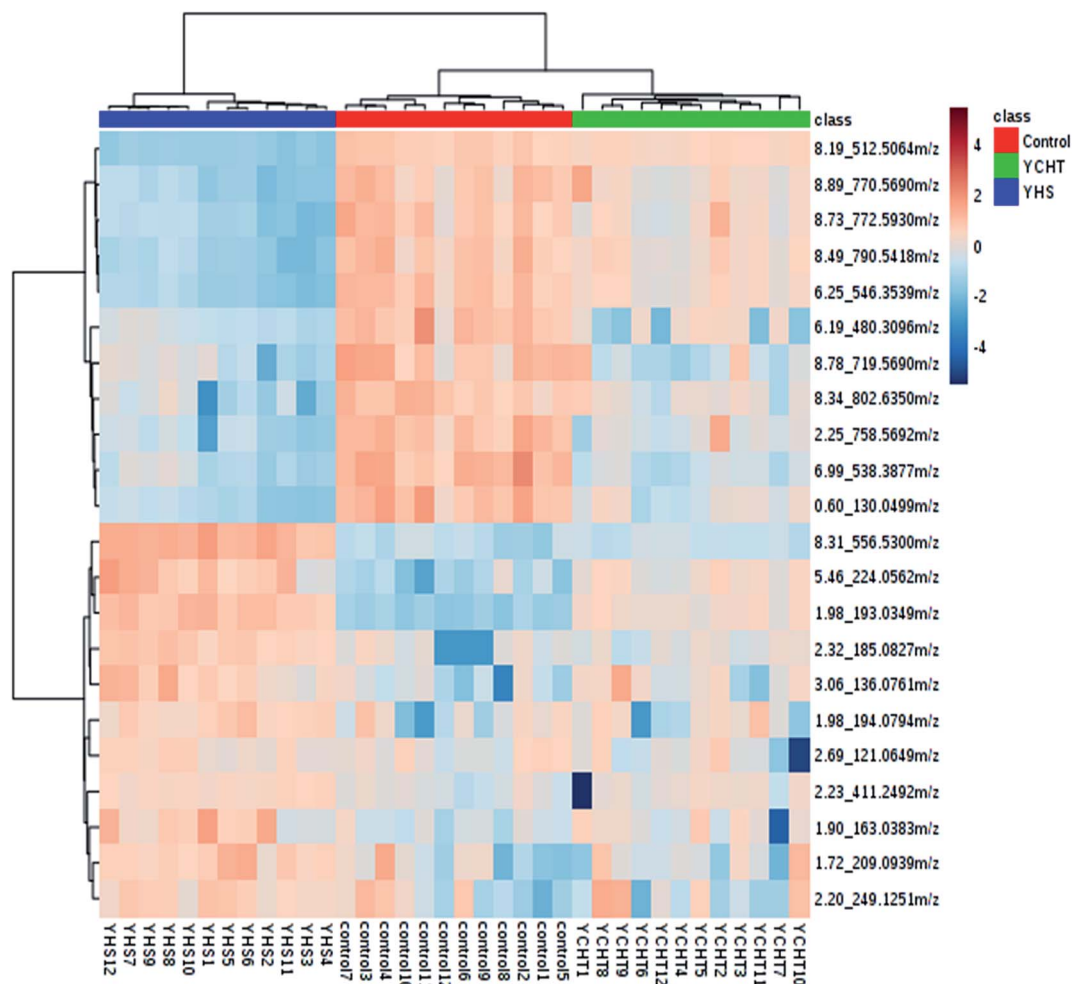 class
8.19_512.5064m/z
8.89_770.5690m/z
8.73_772.5930m/z
8.49_790.5418m/z
6.25_546.3539m/z
6.19_480.3096m/z
8.78_719.5690m/z
8.34_802.6350m/z
2.25_758.5692m/z
6.99_538.3877m/z
0.60_130.0499m/z
8.31_556.5300m/z
5.46_224.0562m/z
1.98_193.0349m/z
2.32_185.0827m/z
3.06_136.0761m/z
1.98_194.0794m/z
2.69_121.0649m/z
2.23_411.2492m/z
1.90_163.0383m/z
1.72_209.0939m/z
2.20_249.1251m/z
4
2
0
-2
-4
class
Control
YCHT
YHS
YHS12
YHS7
YHS9
YHS8
YHS10
YHS1
YHS5
YHS6
YHS2
YHS11
YHS3
YHS4
control7
control3
control4
control6
control9
control8
control2
control1
control5
YCHT1
YCHT8
YCHT9
YCHT6
YCHT12
YCHT4
YCHT5
YCHT2
YCHT3
YCHT11
YCHT7
YCHT10